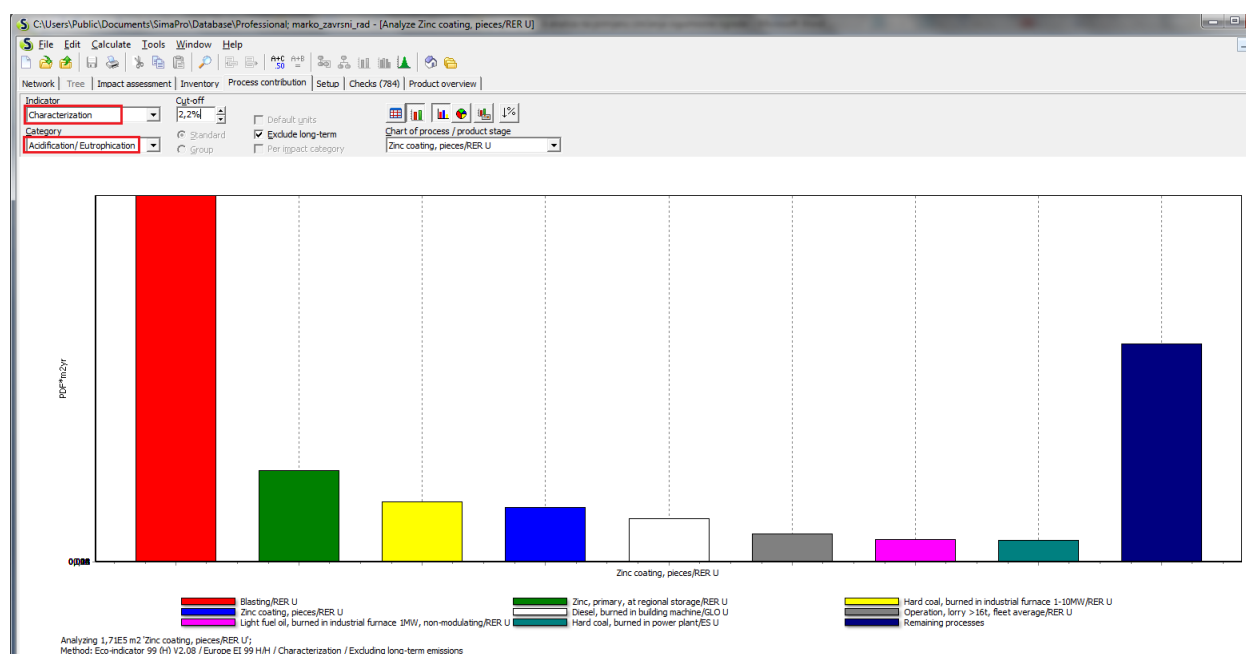 C:\Users\Public\Documents\SimaPro\Database\Professional; marko_zavrsni_rad - [Analyze Zinc coating, pieces/RER U]
File Edit Calculate Tools Window Help
Network Tree Impact assessment Inventory Process contribution Setup Checks (784) Product overview
Indicator Cut-off
Characterization 2,2% Default units
Category Standard Exclude long-term Chart of process / product stage
Acidification/ Eutrophication Group Per impact category Zinc coating, pieces/RER U
PDF*m2yr
Zinc coating, pieces/RER U
Blasting/RER U Zinc, primary, at regional storage/RER U Hard coal, burned in industrial furnace 1-10MW/RER U
Zinc coating, pieces/RER U Diesel, burned in building machine/GLO U Operation, lorry >16t, fleet average/RER U
Light fuel oil, burned in industrial furnace 1MW, non-modulating/RER U Hard coal, burned in power plant/ES U Remaining processes
Analyzing 1,71E5 m2 'Zinc coating, pieces/RER U';
Method: Eco-indicator 99 (H) V2.08 / Europe EI 99 H/H / Characterization / Excluding long-term emissions